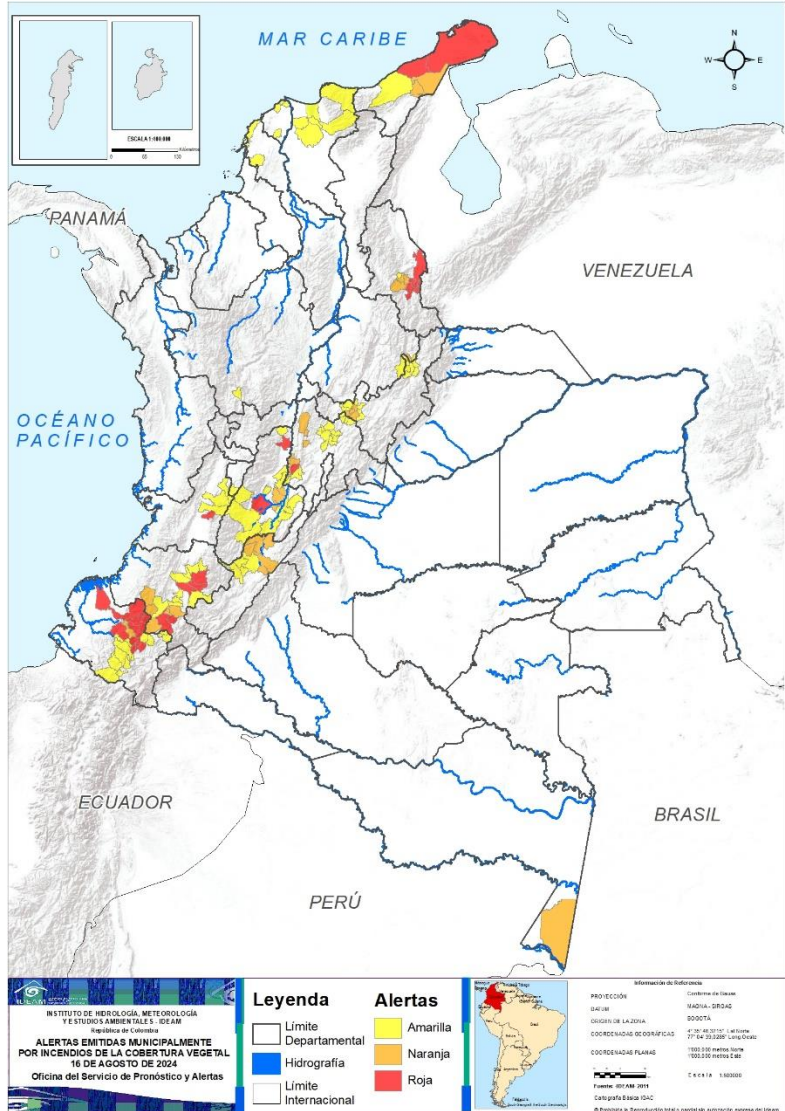 MAR CARIBE
N
W
E
S
PANAMÁ
VENEZUELA
OCÉANO
PACÍFICO
ECUADOR
BRASIL
PERÚ
IDEAM
INSTITUTO DE HIDROLOGÍA, METEOROLOGÍA
Y ESTUDIOS AMBIENTALES - IDEAM
República de Colombia
ALERTAS EMITIDAS MUNICIPALMENTE
POR INCENDIOS DE LA COBERTURA VEGETAL
16 DE AGOSTO DE 2024
Oficina del Servicio de Pronóstico y Alertas
Leyenda
Límite
Departamental
Hidrografía
Límite
Internacional
Alertas
Amarilla
Naranja
Roja
Información de Referencia
PROYECCIÓN
DATUM
MAGNA - SIRGAS
ORIGEN DE LA ZONA
BOGOTÁ
COORDENADAS GEOGRÁFICAS
COORDENADAS PLANAS
1'000.000 metros Norte
1'000.000 metros Este
Escala
Fuente: IDEAM 2011
Cartografía Básica IGAC